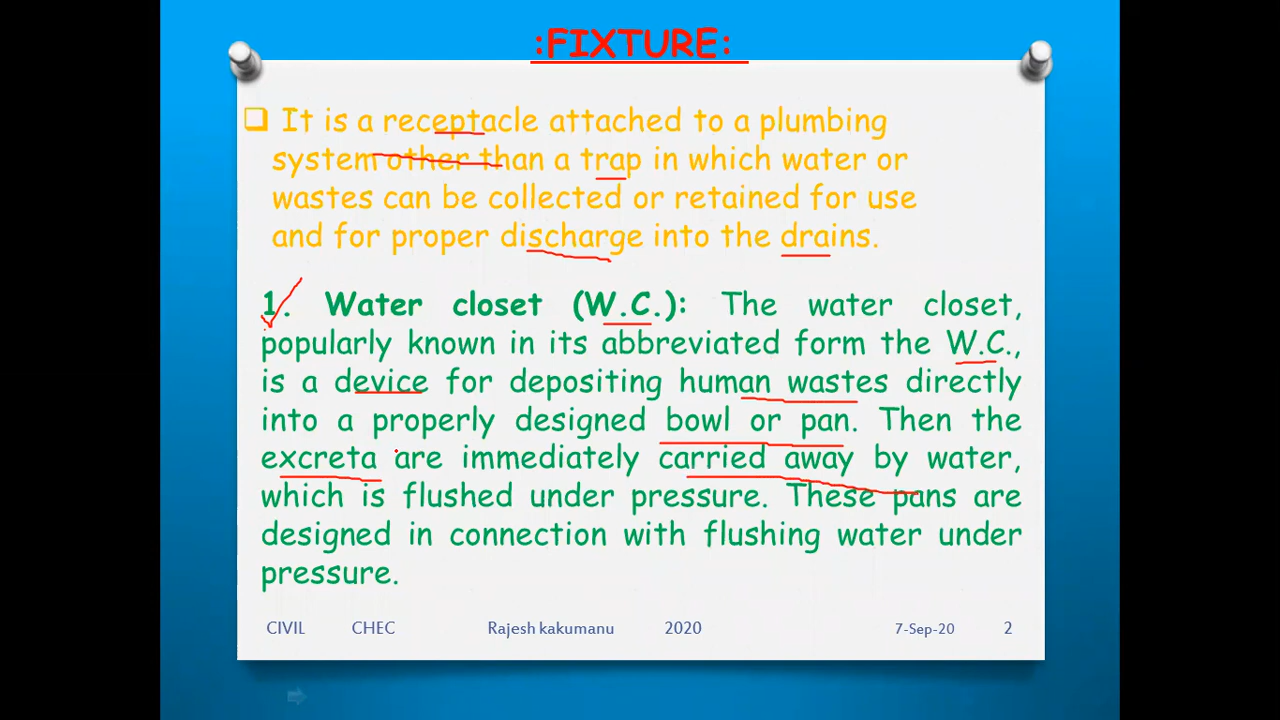 :FIXTURE:
It is a receptacle attached to a plumbing
system other than a trap in which water or
wastes can be collected or retained for use
and for proper discharge into the drains.
1. Water closet (W.C.): The water closet,
popularly known in its abbreviated form the W.C.,
is a device for depositing human wastes directly
into a properly designed bowl or pan. Then the
excreta are immediately carried away by water,
which is flushed under pressure. These pans are
designed in connection with flushing water under
pressure.
CIVIL CHEC Rajesh kakumanu 2020 7-Sep-20 2